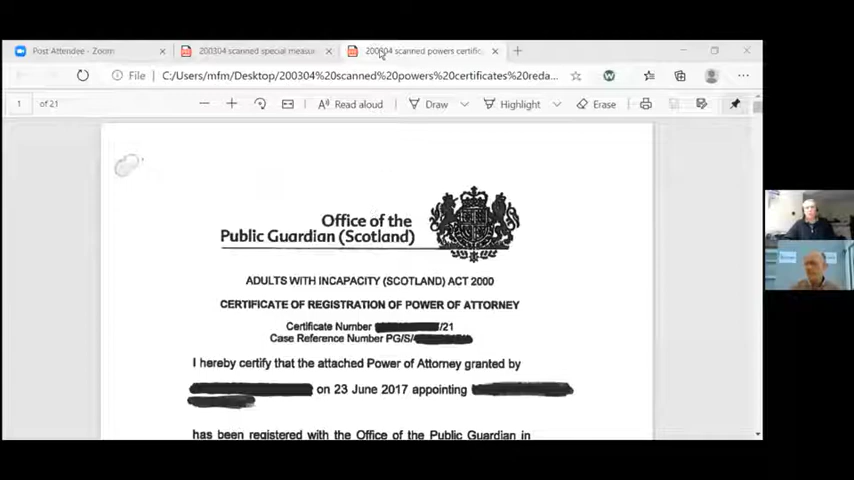 Post Attendee - Zoom
200304 scanned special measu
200304 scanned powers certific
File
C:/Users/mfm/Desktop/200304%20scanned%20powers%20certificates%20reda...
1 of 21
Read aloud
Draw
Highlight
Erase
Office of the
Public Guardian (Scotland)
ADULTS WITH INCAPACITY (SCOTLAND) ACT 2000
CERTIFICATE OF REGISTRATION OF POWER OF ATTORNEY
Certificate Number /21
Case Reference Number PG/S/
I hereby certify that the attached Power of Attorney granted by
on 23 June 2017 appointing
has been registered with the Office of the Public Guardian in